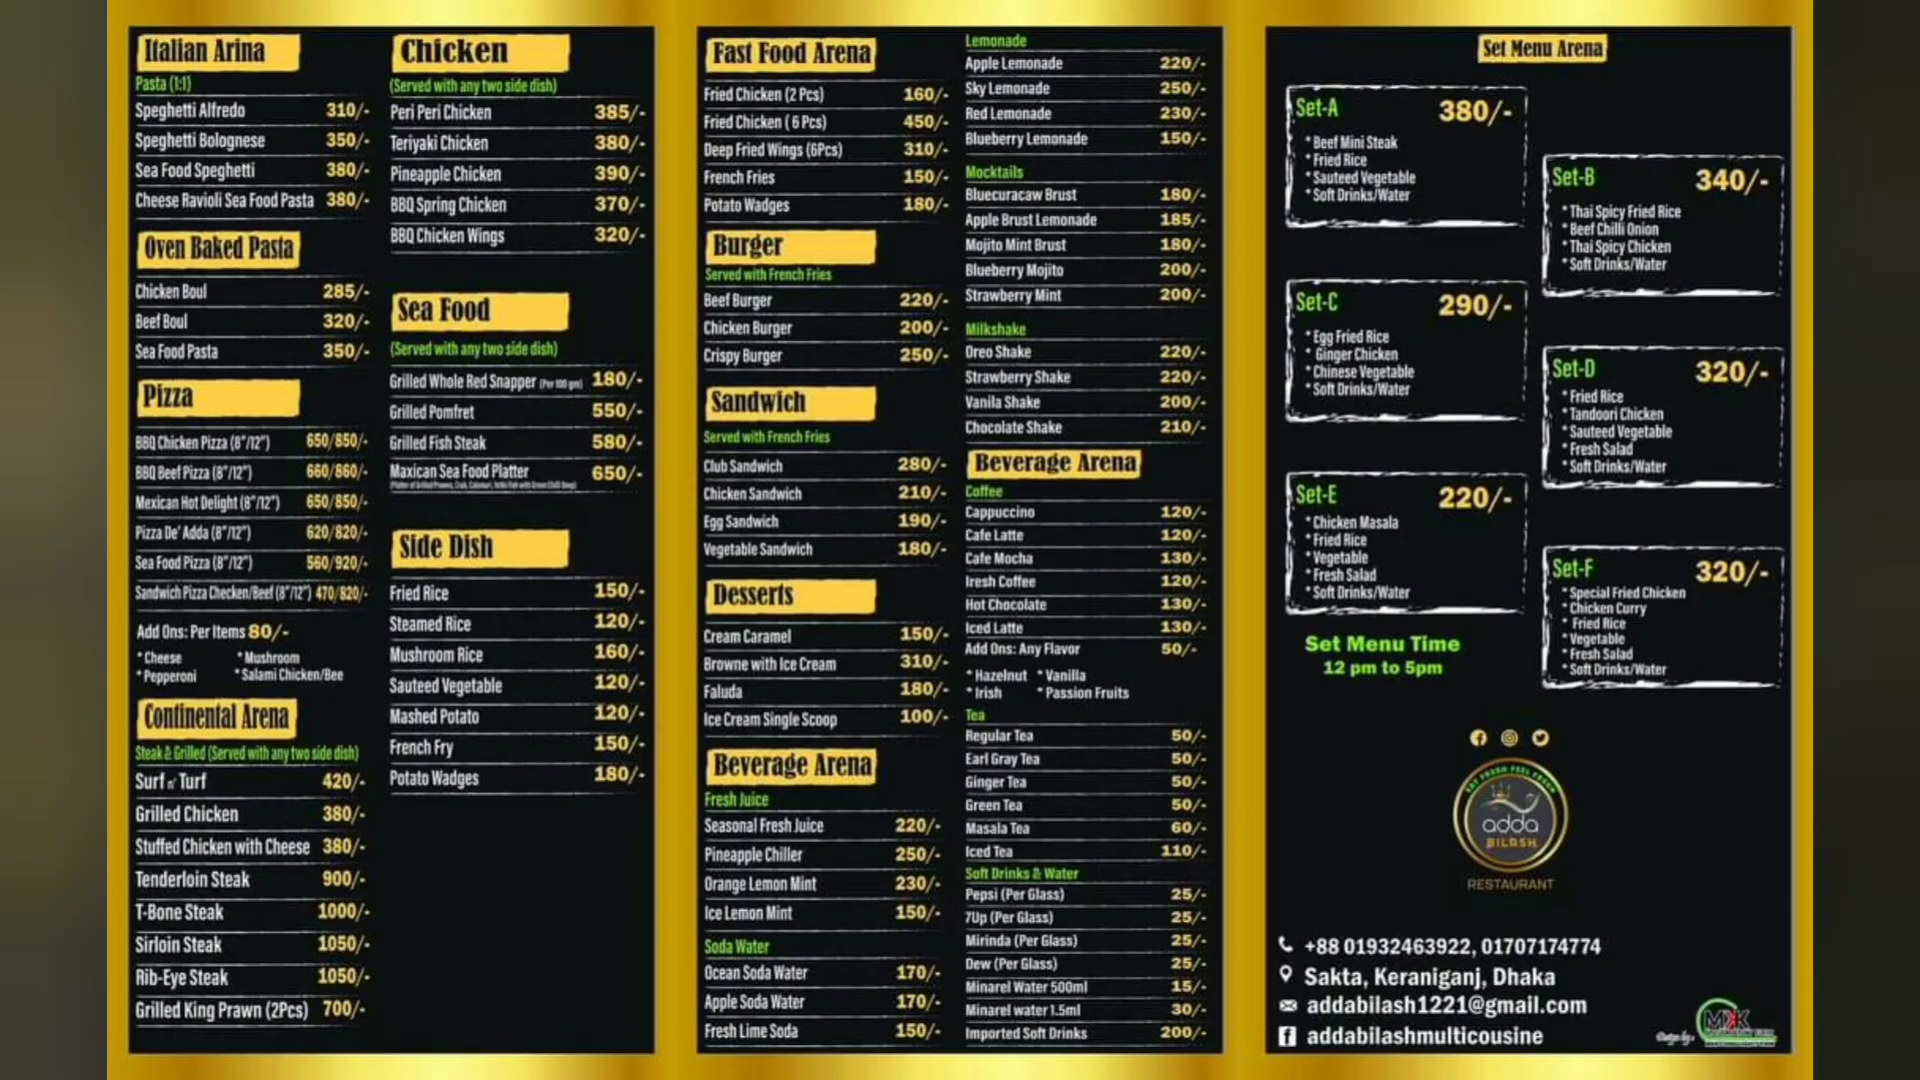 Italian Arina
Pasta (1:1)
Speghetti Alfredo 310/-
Speghetti Bolognese 350/-
Sea Food Speghetti 380/-
Cheese Ravioli Sea Food Pasta 380/-
Oven Baked Pasta
Chicken Boul 285/-
Beef Boul 320/-
Sea Food Pasta 350/-
Pizza
BBQ Chicken Pizza (8"/12") 650/850/-
BBQ Beef Pizza (8"/12") 660/860/-
Mexican Hot Delight (8"/12") 650/850/-
Pizza De' Adda (8"/12") 620/820/-
Sea Food Pizza (8"/12") 560/920/-
Sandwich Pizza Checken/Beef (8"/12") 470/820/-
Add Ons: Per Items 80/-
* Cheese * Mushroom
* Pepperoni * Salami Chicken/Bee
Continental Arena
Steak & Grilled (Served with any two side dish)
Surf n' Turf 420/-
Grilled Chicken 380/-
Stuffed Chicken with Cheese 380/-
Tenderloin Steak 900/-
T-Bone Steak 1000/-
Sirloin Steak 1050/-
Rib-Eye Steak 1050/-
Grilled King Prawn (2Pcs) 700/-
Chicken
(Served with any two side dish)
Peri Peri Chicken 385/-
Teriyaki Chicken 380/-
Pineapple Chicken 390/-
BBQ Spring Chicken 370/-
BBQ Chicken Wings 320/-
Sea Food
(Served with any two side dish)
Grilled Whole Red Snapper (Per 100 gm) 180/-
Grilled Pomfret 550/-
Grilled Fish Steak 580/-
Maxican Sea Food Platter 650/-
Side Dish
Fried Rice 150/-
Steamed Rice 120/-
Mushroom Rice 160/-
Sauteed Vegetable 120/-
Mashed Potato 120/-
French Fry 150/-
Potato Wadges 180/-
Fast Food Arena
Fried Chicken (2 Pcs) 160/-
Fried Chicken ( 6 Pcs) 450/-
Deep Fried Wings (6Pcs) 310/-
French Fries 150/-
Potato Wadges 180/-
Burger
Served with French Fries
Beef Burger 220/-
Chicken Burger 200/-
Crispy Burger 250/-
Sandwich
Served with French Fries
Club Sandwich 280/-
Chicken Sandwich 210/-
Egg Sandwich 190/-
Vegetable Sandwich 180/-
Desserts
Cream Caramel 150/-
Browne with Ice Cream 310/-
Faluda 180/-
Ice Cream Single Scoop 100/-
Beverage Arena
Fresh Juice
Seasonal Fresh Juice 220/-
Pineapple Chiller 250/-
Orange Lemon Mint 230/-
Ice Lemon Mint 150/-
Soda Water
Ocean Soda Water 170/-
Apple Soda Water 170/-
Fresh Lime Soda 150/-
Lemonade
Apple Lemonade 220/-
Sky Lemonade 250/-
Red Lemonade 230/-
Blueberry Lemonade 150/-
Mocktails
Bluecuracaw Brust 180/-
Apple Brust Lemonade 185/-
Mojito Mint Brust 180/-
Blueberry Mojito 200/-
Strawberry Mint 200/-
Milkshake
Oreo Shake 220/-
Strawberry Shake 220/-
Vanila Shake 200/-
Chocolate Shake 210/-
Beverage Arena
Coffee
Cappuccino 120/-
Cafe Latte 120/-
Cafe Mocha 130/-
Iresh Coffee 120/-
Hot Chocolate 130/-
Iced Latte 130/-
Add Ons: Any Flavor 50/-
* Hazelnut * Vanilla
* Irish * Passion Fruits
Tea
Regular Tea 50/-
Earl Gray Tea 50/-
Ginger Tea 50/-
Green Tea 50/-
Masala Tea 60/-
Iced Tea 110/-
Soft Drinks & Water
Pepsi (Per Glass) 25/-
7Up (Per Glass) 25/-
Mirinda (Per Glass) 25/-
Dew (Per Glass) 25/-
Minarel Water 500ml 15/-
Minarel water 1.5ml 30/-
Imported Soft Drinks 200/-
Set Menu Arena
Set-A 380/-
* Beef Mini Steak
* Fried Rice
* Sauteed Vegetable
* Soft Drinks/Water
Set-B 340/-
* Thai Spicy Fried Rice
* Beef Chilli Onion
* Thai Spicy Chicken
* Soft Drinks/Water
Set-C 290/-
* Egg Fried Rice
* Ginger Chicken
* Chinese Vegetable
* Soft Drinks/Water
Set-D 320/-
* Fried Rice
* Tandoori Chicken
* Sauteed Vegetable
* Fresh Salad
* Soft Drinks/Water
Set-E 220/-
* Chicken Masala
* Fried Rice
* Vegetable
* Fresh Salad
* Soft Drinks/Water
Set-F 320/-
* Special Fried Chicken
* Chicken Curry
* Fried Rice
* Vegetable
* Fresh Salad
* Soft Drinks/Water
Set Menu Time
12 pm to 5pm
EAT FRESH FEEL FRESH
adda
BILASH
RESTAURANT
+88 01932463922, 01707174774
Sakta, Keraniganj, Dhaka
addabilash1221@gmail.com
addabilashmulticousine
Design by:
MK